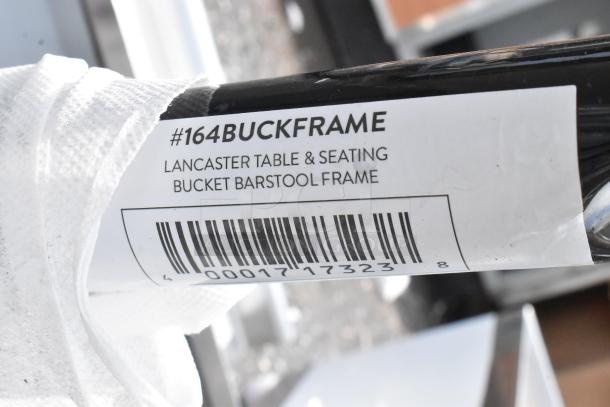 #164BUCKFRAME
LANCASTER TABLE & SEATING
BUCKET BARSTOOL FRAME
4 00017 17323 8